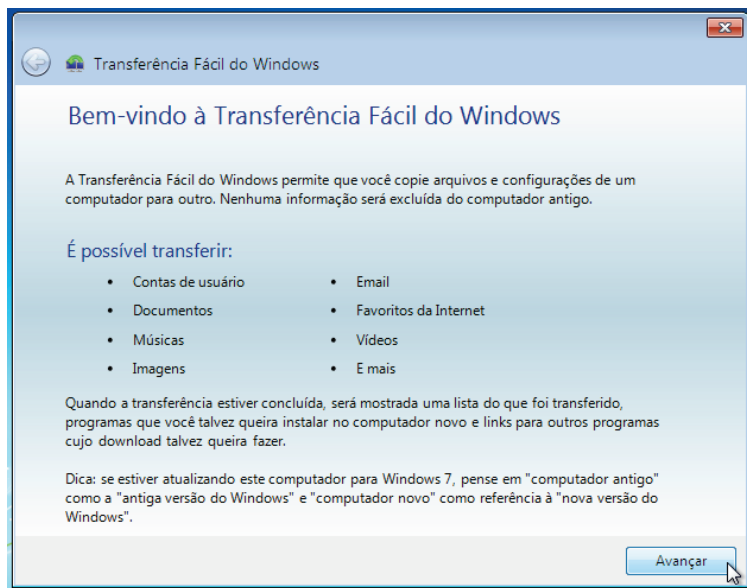 Transferência Fácil do Windows
Bem-vindo à Transferência Fácil do Windows
A Transferência Fácil do Windows permite que você copie arquivos e configurações de um
computador para outro. Nenhuma informação será excluída do computador antigo.
É possível transferir:
• Contas de usuário
• Documentos
• Músicas
• Imagens
• Email
• Favoritos da Internet
• Vídeos
• E mais
Quando a transferência estiver concluída, será mostrada uma lista do que foi transferido,
programas que você talvez queira instalar no computador novo e links para outros programas
cujo download talvez queira fazer.
Dica: se estiver atualizando este computador para Windows 7, pense em "computador antigo"
como a "antiga versão do Windows" e "computador novo" como referência à "nova versão do
Windows".
Avançar